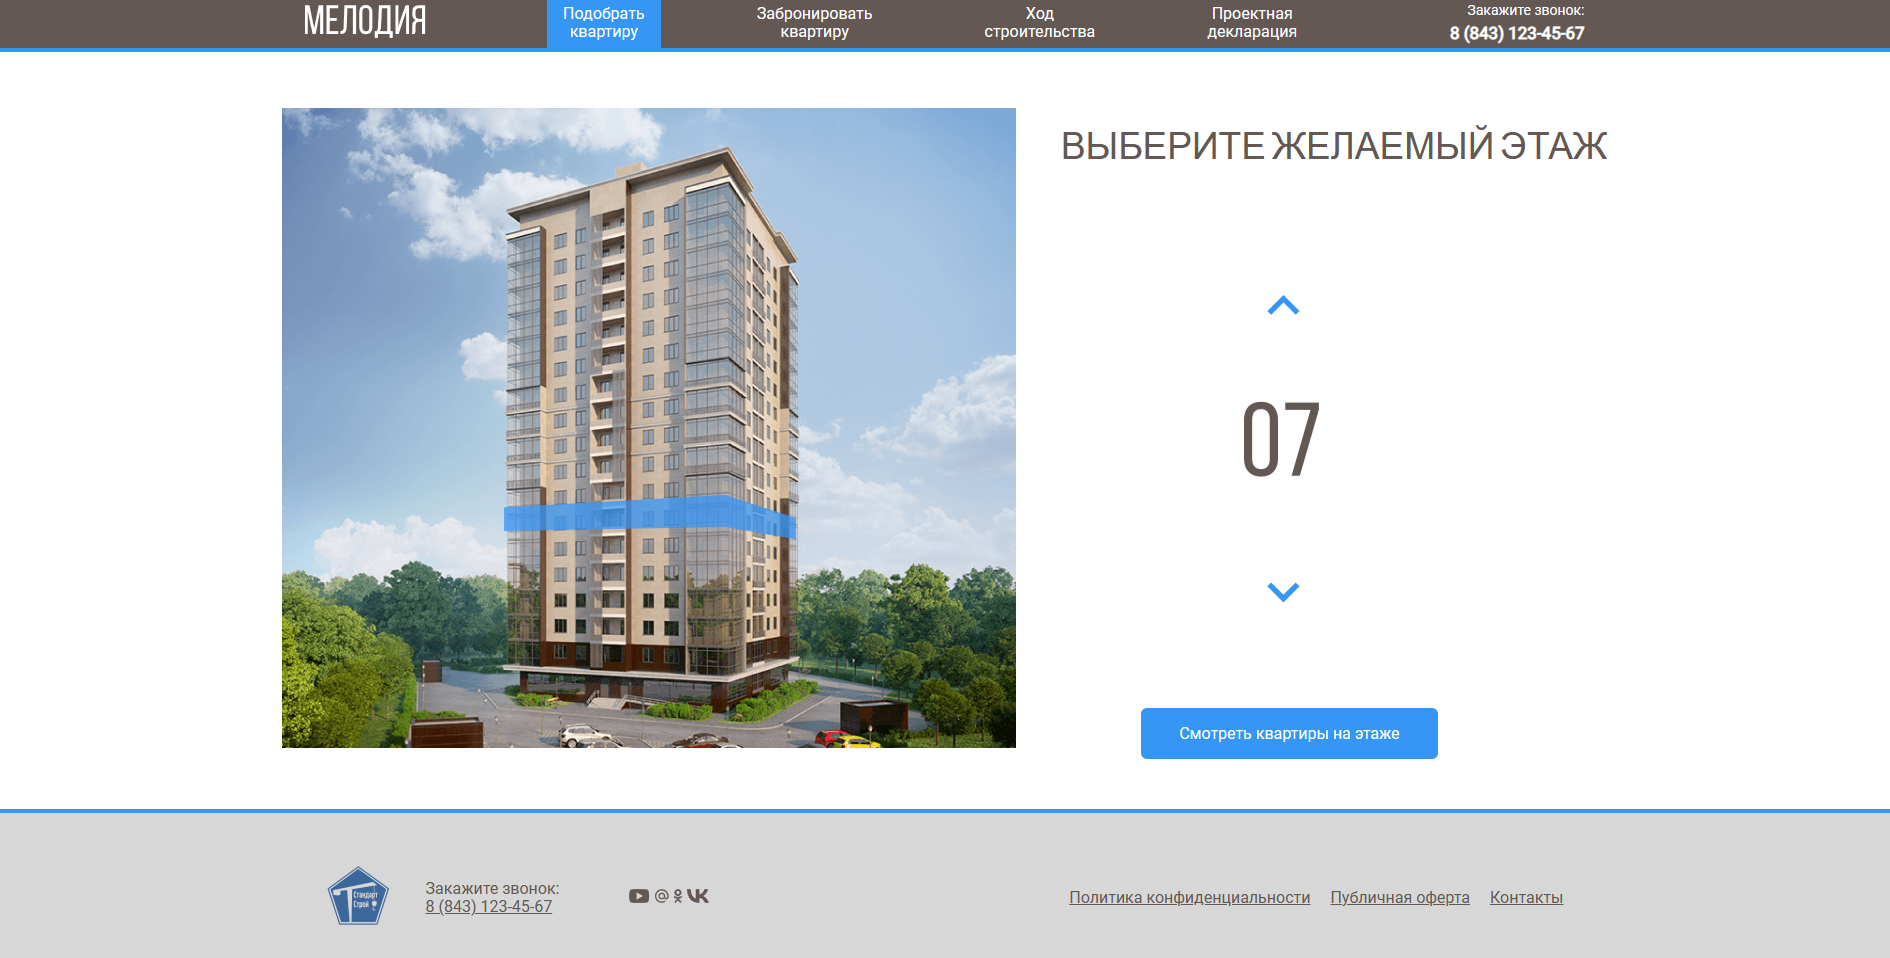 МЕЛОДИЯ
Подобрать
квартиру
Забронировать
квартиру
Ход
строительства
Проектная
декларация
Закажите звонок:
8 (843) 123-45-67
ВЫБЕРИТЕ ЖЕЛАЕМЫЙ ЭТАЖ
07
Смотреть квартиры на этаже
Стандарт
Строй
Закажите звонок:
8 (843) 123-45-67
Политика конфиденциальности
Публичная оферта
Контакты